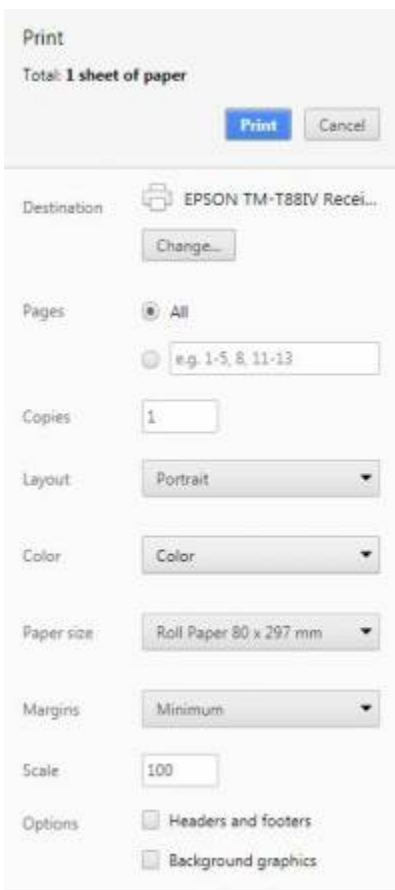 Print
Total: 1 sheet of paper
Print Cancel
Destination EPSON TM-T88IV Recei...
Change...
Pages All
e.g. 1-5, 8, 11-13
Copies 1
Layout Portrait
Color Color
Paper size Roll Paper 80 x 297 mm
Margins Minimum
Scale 100
Options Headers and footers
Background graphics